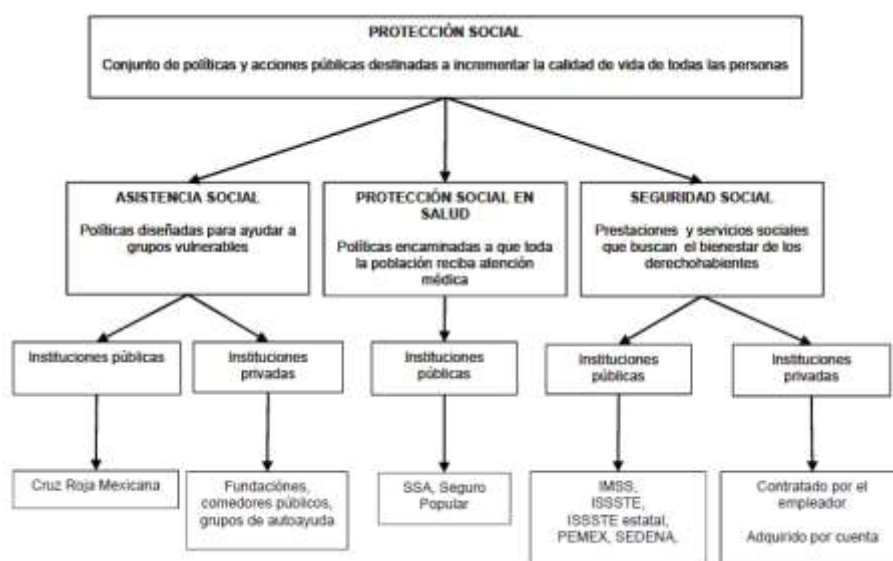 PROTECCIÓN SOCIAL
Conjunto de políticas y acciones públicas destinadas a incrementar la calidad de vida de todas las personas
ASISTENCIA SOCIAL
Políticas diseñadas para ayudar a
grupos vulnerables
PROTECCIÓN SOCIAL EN
SALUD
Políticas encaminadas a que toda
la población reciba atención
médica
SEGURIDAD SOCIAL
Prestaciones y servicios sociales
que buscan el bienestar de los
derechohabientes
Instituciones públicas
Instituciones
privadas
Instituciones
públicas
Instituciones
públicas
Instituciones
privadas
Cruz Roja Mexicana
Fundaciónes,
comedores públicos,
grupos de autoayuda
SSA, Seguro
Popular
IMSS,
ISSSTE,
ISSSTE estatal,
PEMEX, SEDENA,
Contratado por el
empleador
Adquirido por cuenta